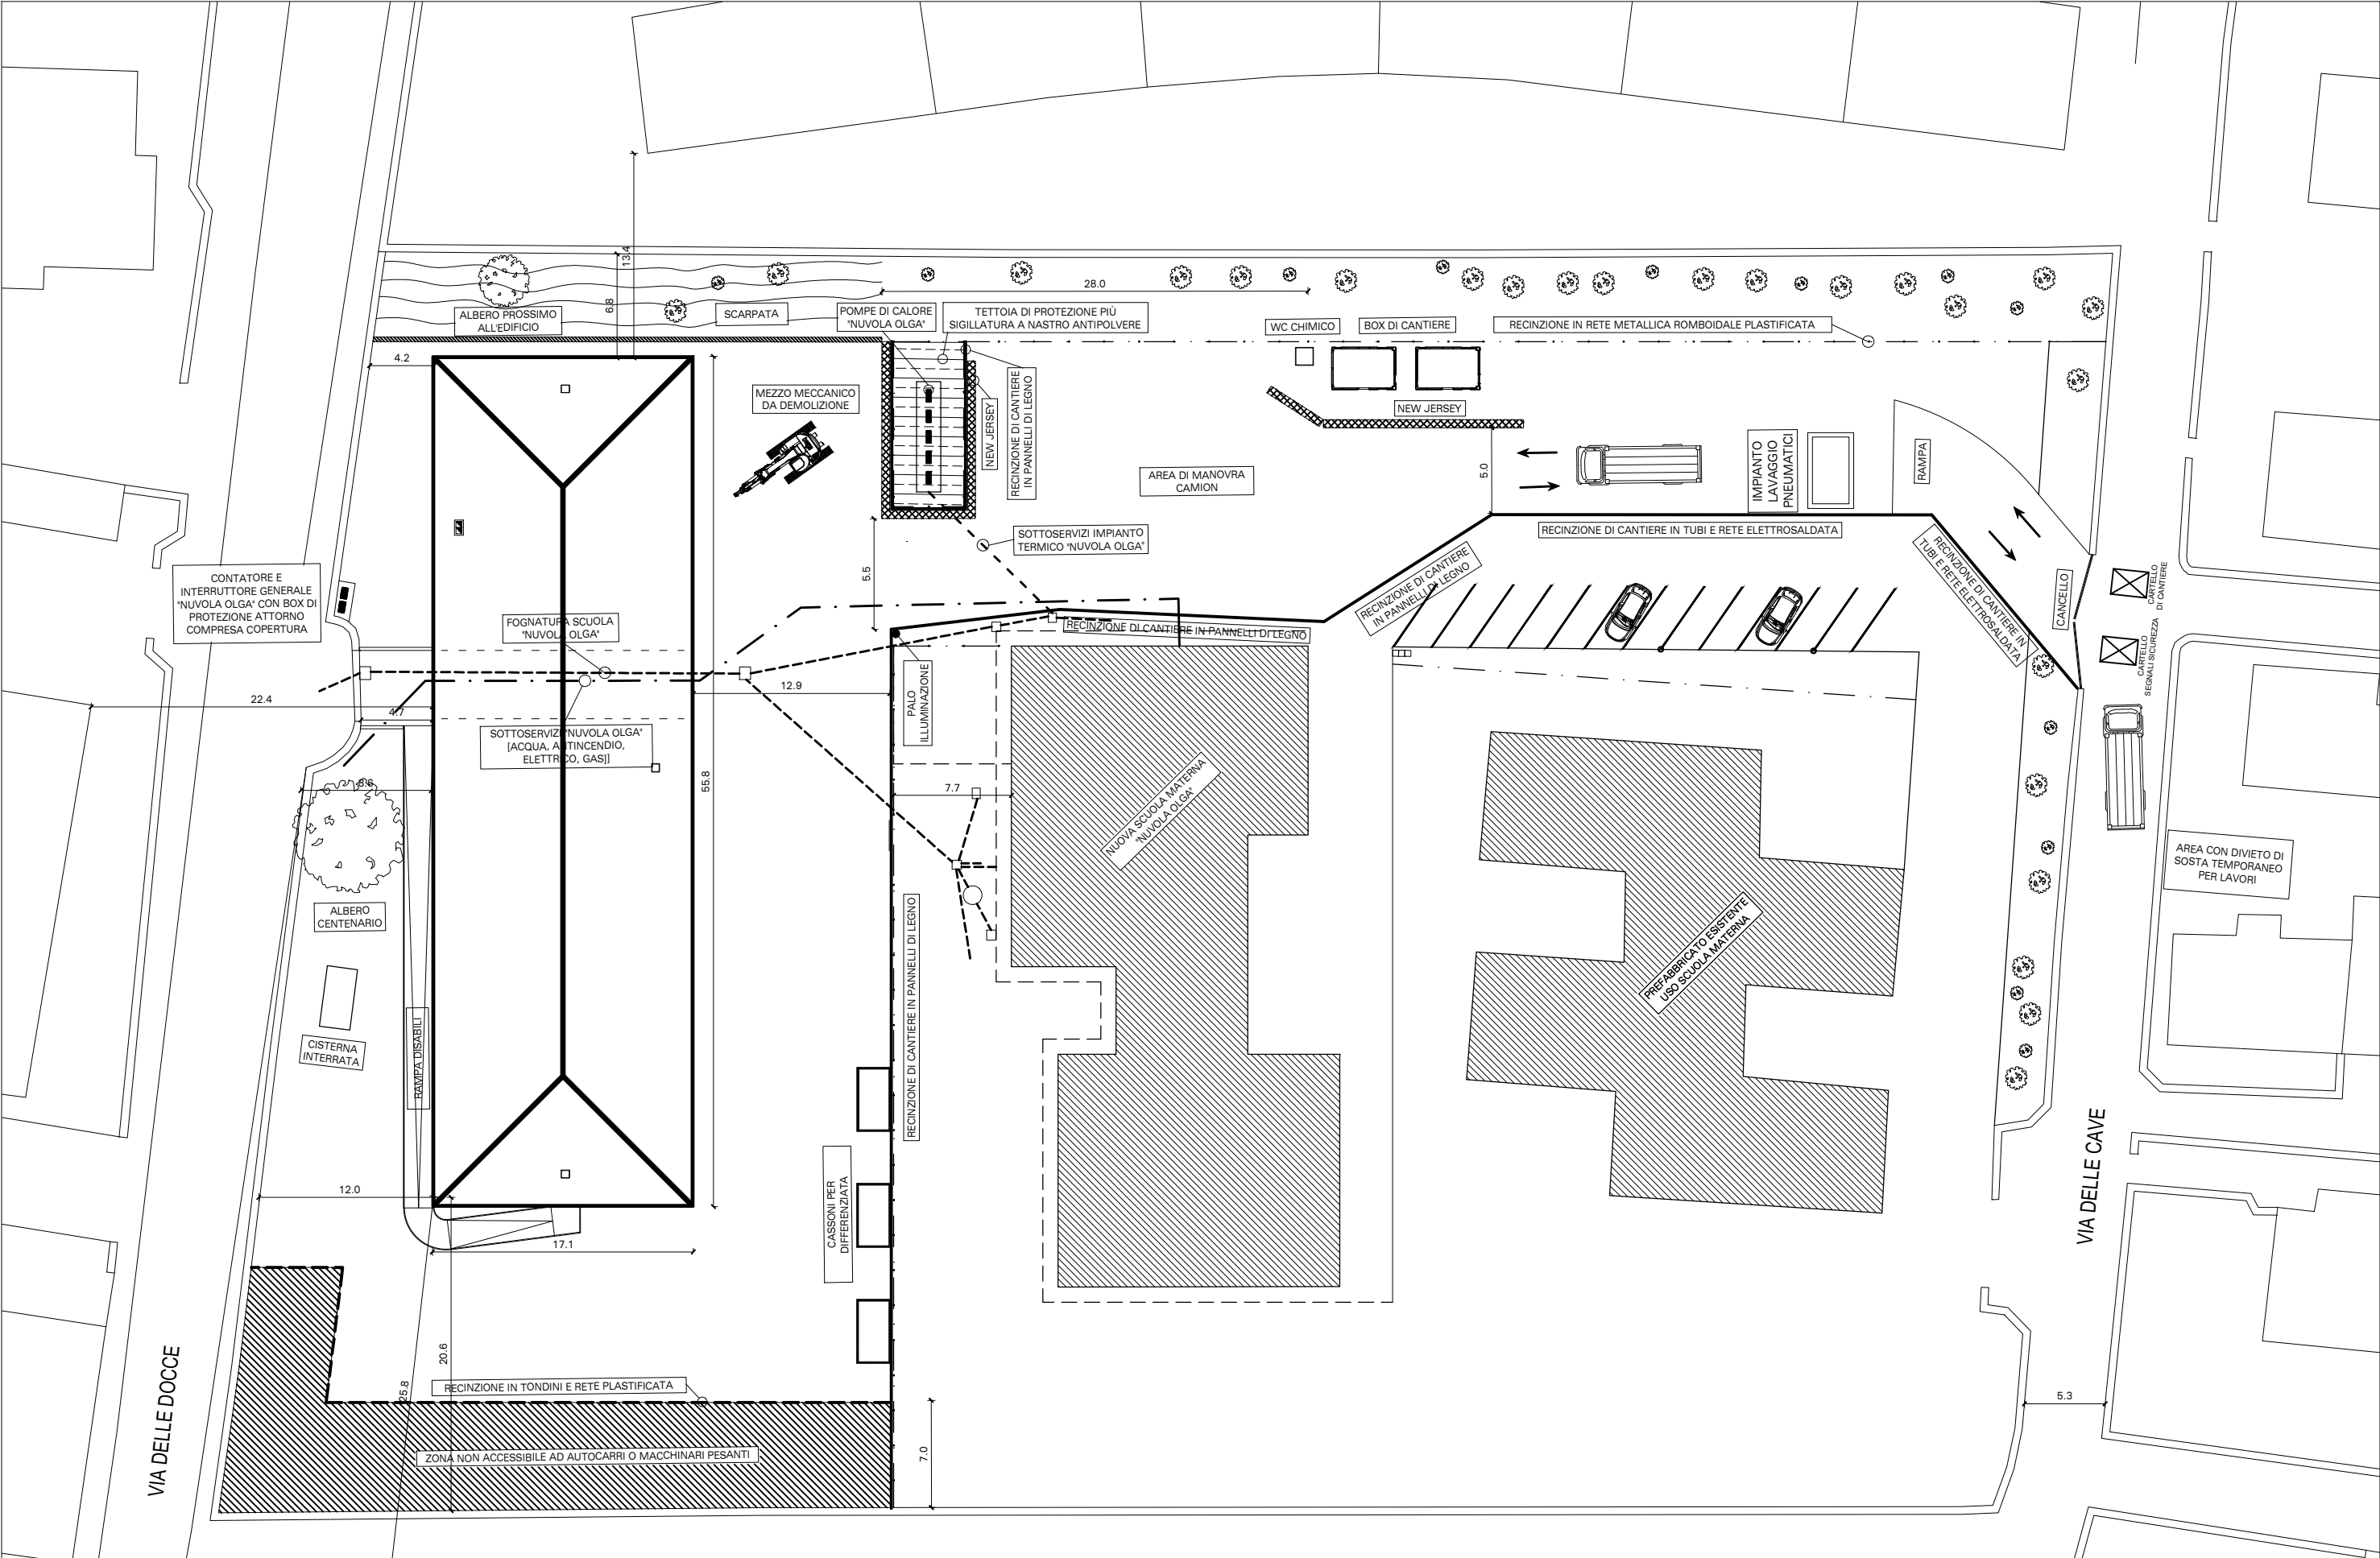 13.4
6.8
28.0
ALBERO PROSSIMO
ALL'EDIFICIO
SCARPATA
POMPE DI CALORE
"NUVOLA OLGA"
TETTOIA DI PROTEZIONE PIÙ
SIGILLATURA A NASTRO ANTIPOLVERE
WC CHIMICO
BOX DI CANTIERE
RECINZIONE IN RETE METALLICA ROMBOIDALE PLASTIFICATA
4.2
MEZZO MECCANICO
DA DEMOLIZIONE
NEW JERSEY
RECINZIONE DI CANTIERE
IN PANNELLI DI LEGNO
NEW JERSEY
AREA DI MANOVRA
CAMION
5.0
IMPIANTO
LAVAGGIO
PNEUMATICI
RAMPA
SOTTOSERVIZI IMPIANTO
TERMICO "NUVOLA OLGA"
RECINZIONE DI CANTIERE IN TUBI E RETE ELETTROSALDATA
RECINZIONE DI CANTIERE
IN PANNELLI DI LEGNO
RECINZIONE DI CANTIERE IN
TUBI E RETE ELETTROSALDATA
CANCELLO
CARTELLO
DI CANTIERE
CARTELLO
SEGNALI SICUREZZA
CONTATORE E
INTERRUTTORE GENERALE
"NUVOLA OLGA" CON BOX DI
PROTEZIONE ATTORNO
COMPRESA COPERTURA
5.5
FOGNATURA SCUOLA
"NUVOLA OLGA"
RECINZIONE DI CANTIERE IN PANNELLI DI LEGNO
PALO
ILLUMINAZIONE
12.9
22.4
4.7
SOTTOSERVIZI "NUVOLA OLGA"
[ACQUA, ANTINCENDIO,
ELETTRICO, GAS]]
55.8
8.6
7.7
NUOVA SCUOLA MATERNA
"NUVOLA OLGA"
PREFABBRICATO ESISTENTE
USO SCUOLA MATERNA
AREA CON DIVIETO DI
SOSTA TEMPORANEO
PER LAVORI
ALBERO
CENTENARIO
CISTERNA
INTERRATA
RAMPA DISABILI
RECINZIONE DI CANTIERE IN PANNELLI DI LEGNO
CASSONI PER
DIFFERENZIATA
12.0
17.1
20.6
25.8
RECINZIONE IN TONDINI E RETE PLASTIFICATA
ZONA NON ACCESSIBILE AD AUTOCARRI O MACCHINARI PESANTI
7.0
5.3
VIA DELLE DOCCE
VIA DELLE CAVE